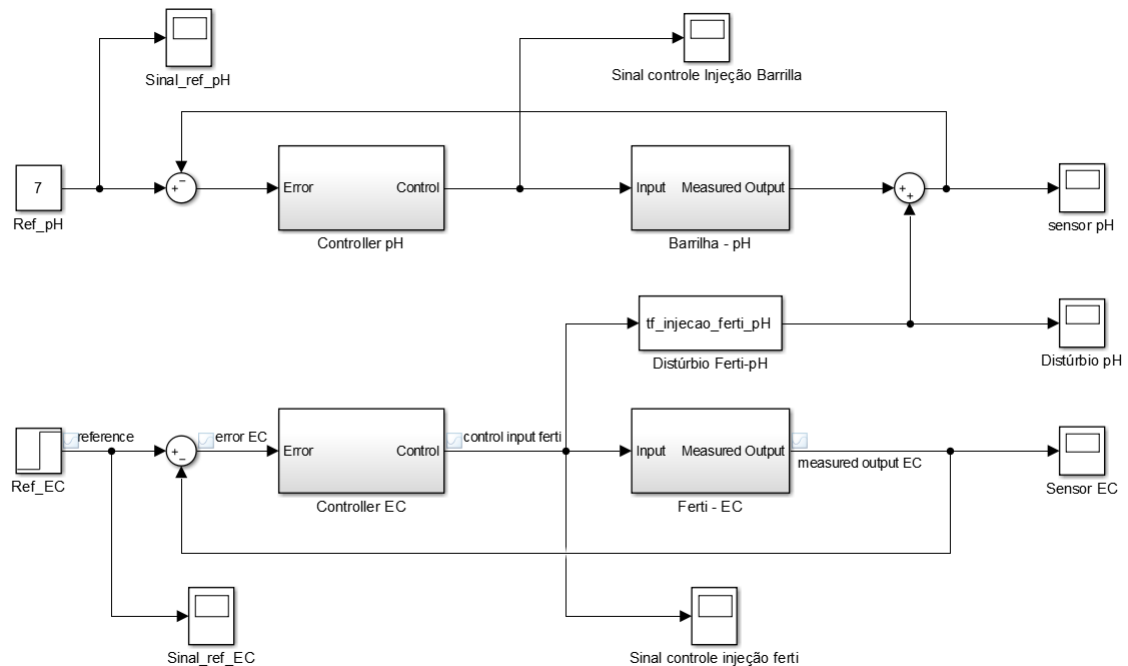 Sinal_ref_pH
Sinal controle Injeção Barrilla
7
Ref_pH
+
−
Error
Control
Controller pH
Input
Measured Output
Barrilha - pH
+
+
sensor pH
tf_injecao_ferti_pH
Distúrbio Ferti-pH
Distúrbio pH
Ref_EC
reference
+
−
error EC
Error
Control
Controller EC
control input ferti
Input
Measured Output
Ferti - EC
measured output EC
Sensor EC
Sinal_ref_EC
Sinal controle injeção ferti